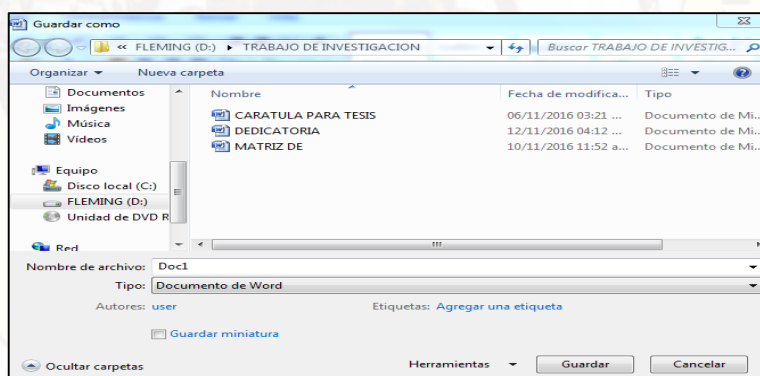 Guardar como
« FLEMING (D:) ▸ TRABAJO DE INVESTIGACION
Buscar TRABAJO DE INVESTIG...
Organizar
Nueva carpeta
Documentos
Imágenes
Música
Vídeos
Equipo
Disco local (C:)
FLEMING (D:)
Unidad de DVD R
Red
Nombre Fecha de modifica... Tipo
CARATULA PARA TESIS 06/11/2016 03:21 ... Documento de Mi...
DEDICATORIA 12/11/2016 04:12 ... Documento de Mi...
MATRIZ DE 10/11/2016 11:52 a... Documento de Mi...
Nombre de archivo: Doc1
Tipo: Documento de Word
Autores: user Etiquetas: Agregar una etiqueta
Guardar miniatura
Ocultar carpetas Herramientas Guardar Cancelar